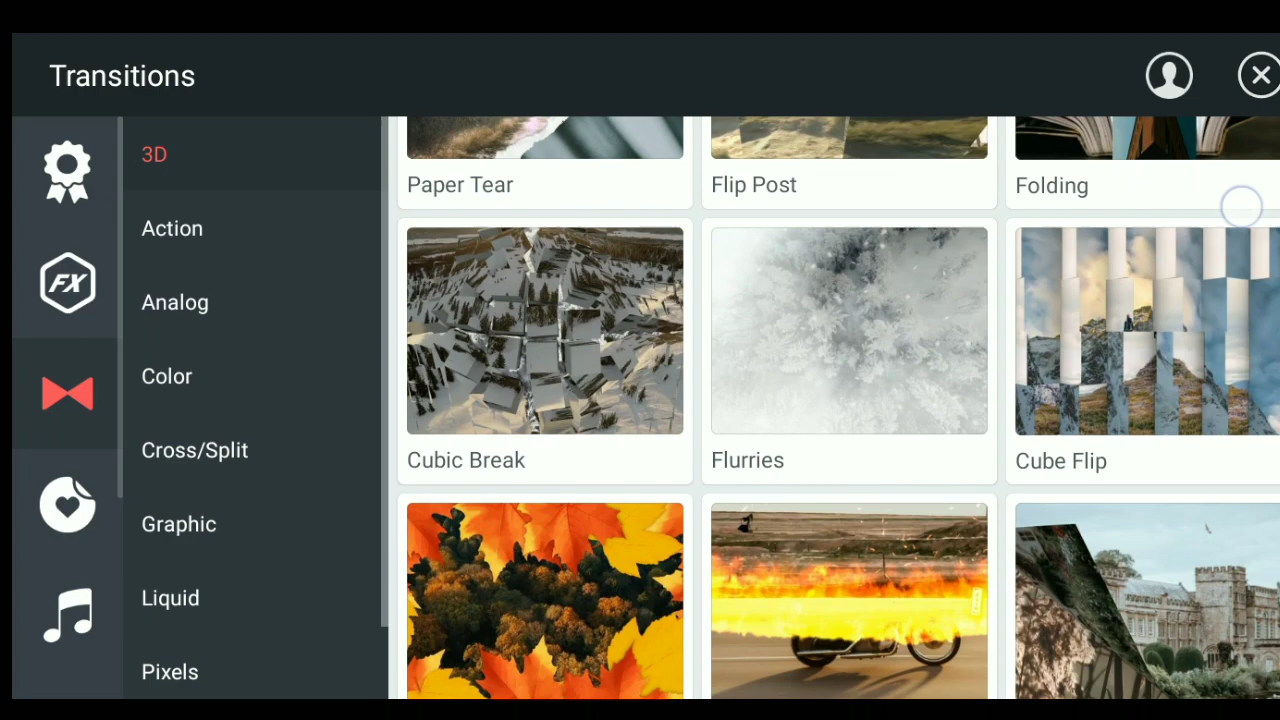 Transitions
FX
3D
Action
Analog
Color
Cross/Split
Graphic
Liquid
Pixels
Paper Tear
Flip Post
Folding
Cubic Break
Flurries
Cube Flip